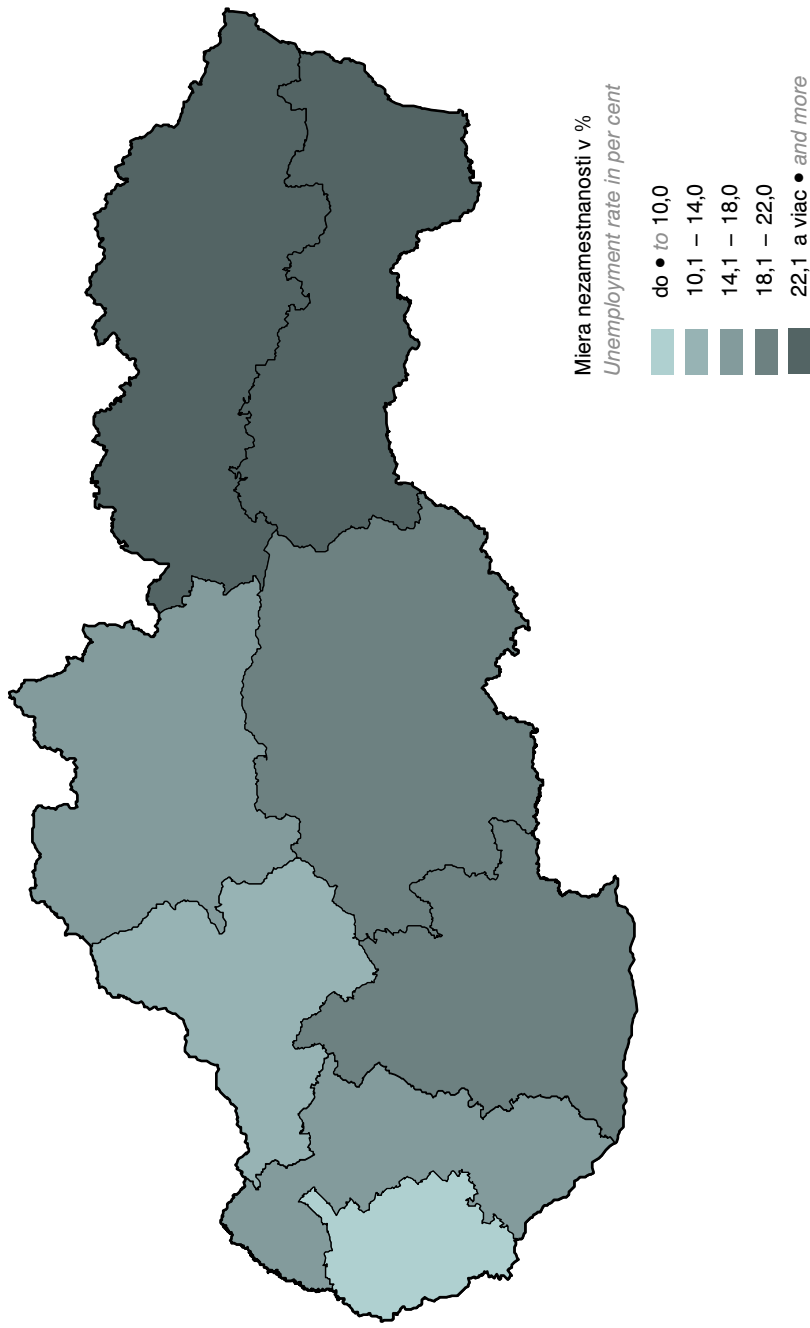 Miera nezamestnanosti v %
Unemployment rate in per cent
do • to 10,0
10,1 – 14,0
14,1 – 18,0
18,1 – 22,0
22,1 a viac • and more